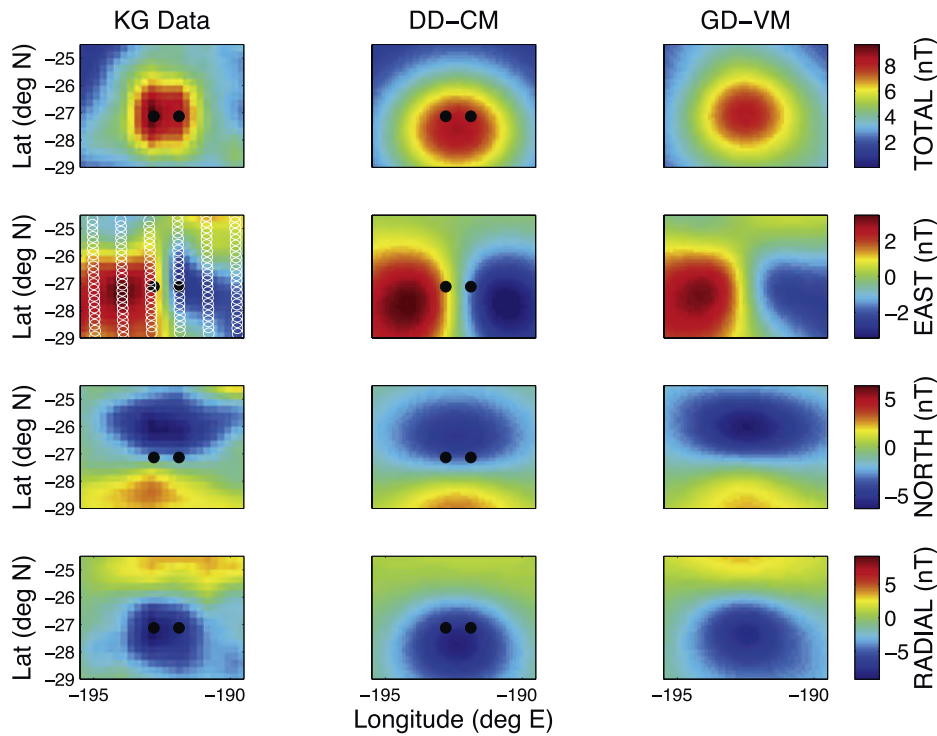 KG Data DD−CM GD−VM
Lat (deg N) −25 −26 −27 −28 −29 8 6 4 2 TOTAL (nT)
Lat (deg N) −25 −26 −27 −28 −29 2 0 −2 EAST (nT)
Lat (deg N) −25 −26 −27 −28 −29 5 0 −5 NORTH (nT)
Lat (deg N) −25 −26 −27 −28 −29 5 0 −5 RADIAL (nT)
−195 −190 −195 −190 −195 −190
Longitude (deg E)